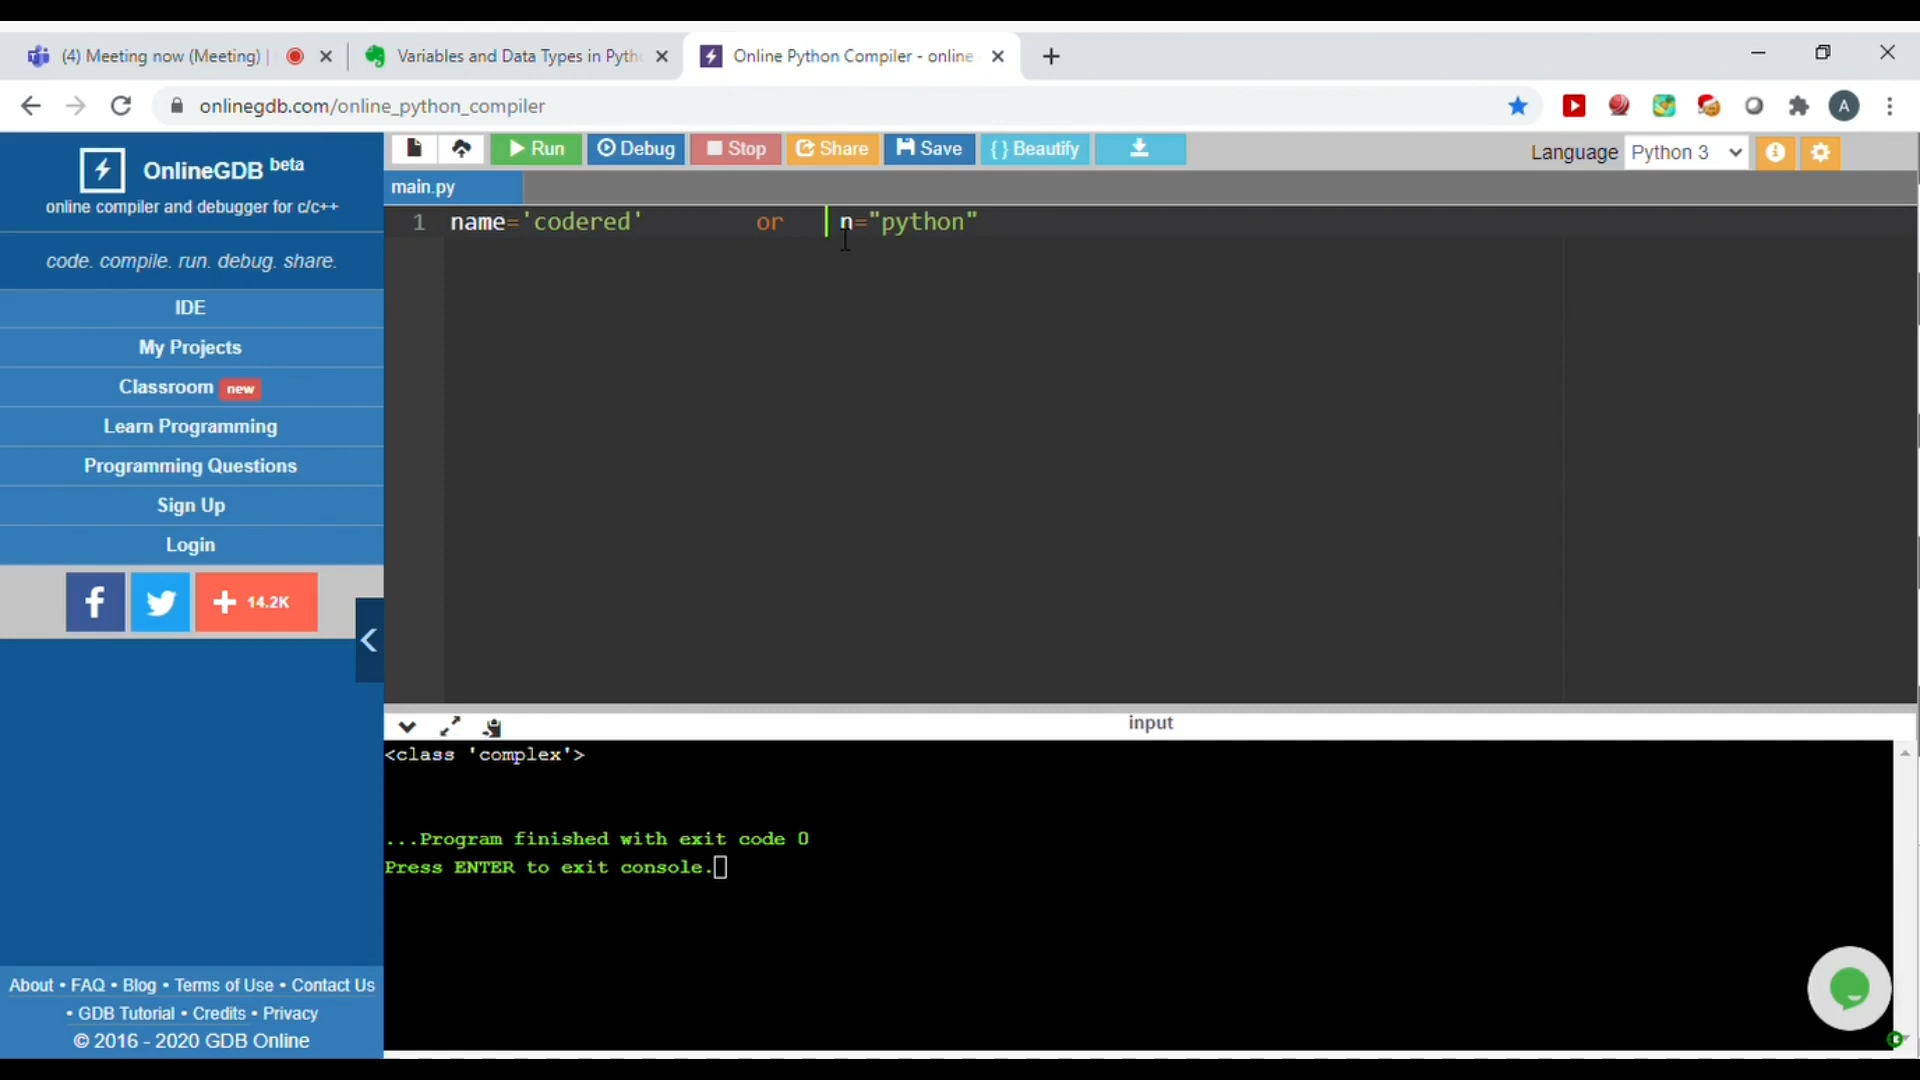 (4) Meeting now (Meeting) |
Variables and Data Types in Pyth
Online Python Compiler - online
onlinegdb.com/online_python_compiler
A
OnlineGDB beta
online compiler and debugger for c/c++
code. compile. run. debug. share.
IDE
My Projects
Classroom new
Learn Programming
Programming Questions
Sign Up
Login
f
+ 14.2K
About • FAQ • Blog • Terms of Use • Contact Us
• GDB Tutorial • Credits • Privacy
© 2016 - 2020 GDB Online
Run Debug Stop Share Save { } Beautify
Language Python 3
main.py
1 name='codered' or n="python"
input
<class 'complex'>
...Program finished with exit code 0
Press ENTER to exit console.